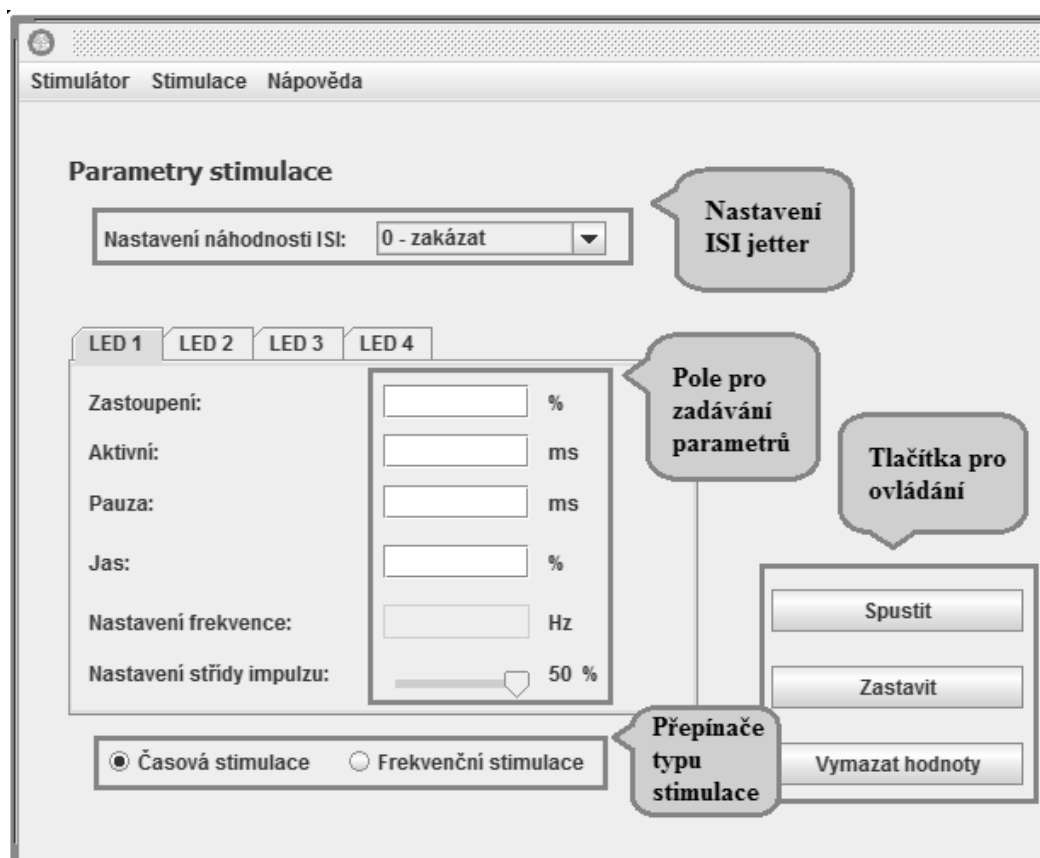 Stimulátor Stimulace Nápověda
Parametry stimulace
Nastavení náhodnosti ISI: 0 - zakázat
Nastavení
ISI jetter
LED 1 LED 2 LED 3 LED 4
Zastoupení: %
Aktivní: ms
Pauza: ms
Jas: %
Nastavení frekvence: Hz
Nastavení střídy impulzu: 50 %
Pole pro
zadávání
parametrů
Tlačítka pro
ovládání
Spustit
Zastavit
Vymazat hodnoty
Časová stimulace Frekvenční stimulace
Přepínače
typu
stimulace